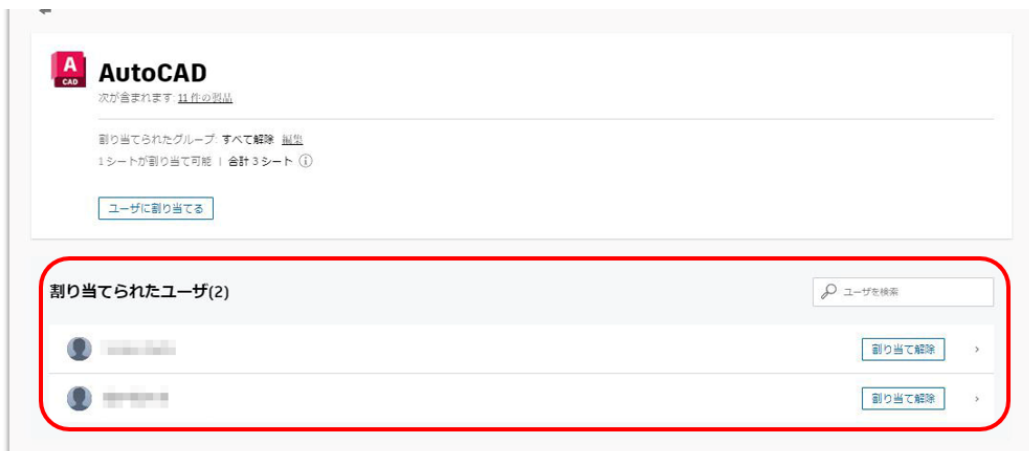 A
CAD
AutoCAD
次が含まれます: 11 件の製品
割り当てられたグループ: すべて解除 編集
1 シートが割り当て可能 | 合計 3 シート
ユーザに割り当てる
割り当てられたユーザ(2)
ユーザを検索
割り当て解除
割り当て解除